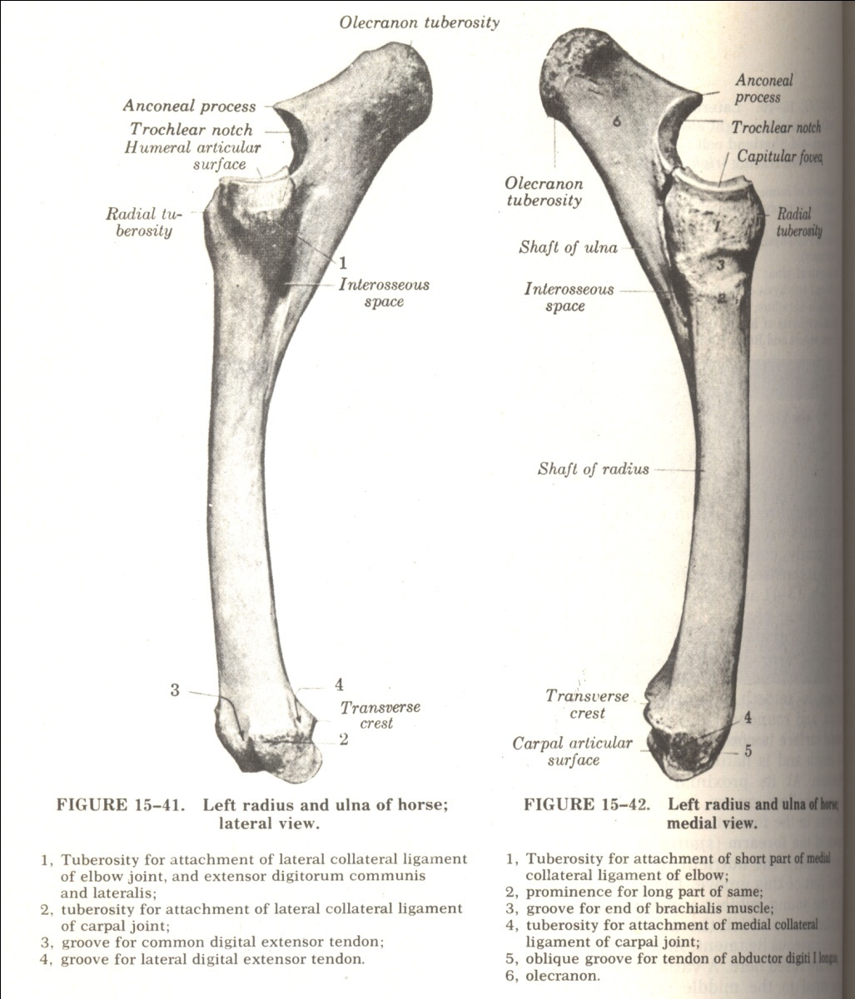 Olecranon tuberosity
Anconeal process
Trochlear notch
Humeral articular
surface
Radial tu-
berosity
1
Interosseous
space
3
4
Transverse
crest
2
FIGURE 15–41. Left radius and ulna of horse;
lateral view.
1, Tuberosity for attachment of lateral collateral ligament
of elbow joint, and extensor digitorum communis
and lateralis;
2, tuberosity for attachment of lateral collateral ligament
of carpal joint;
3, groove for common digital extensor tendon;
4, groove for lateral digital extensor tendon.
Anconeal
process
6
Trochlear notch
Capitular fovea
Olecranon
tuberosity
Radial
tuberosity
1
Shaft of ulna
3
Interosseous
space
2
Shaft of radius
Transverse
crest
4
Carpal articular
surface
5
FIGURE 15–42. Left radius and ulna of horse;
medial view.
1, Tuberosity for attachment of short part of medial
collateral ligament of elbow;
2, prominence for long part of same;
3, groove for end of brachialis muscle;
4, tuberosity for attachment of medial collateral
ligament of carpal joint;
5, oblique groove for tendon of abductor digiti I
6, olecranon.